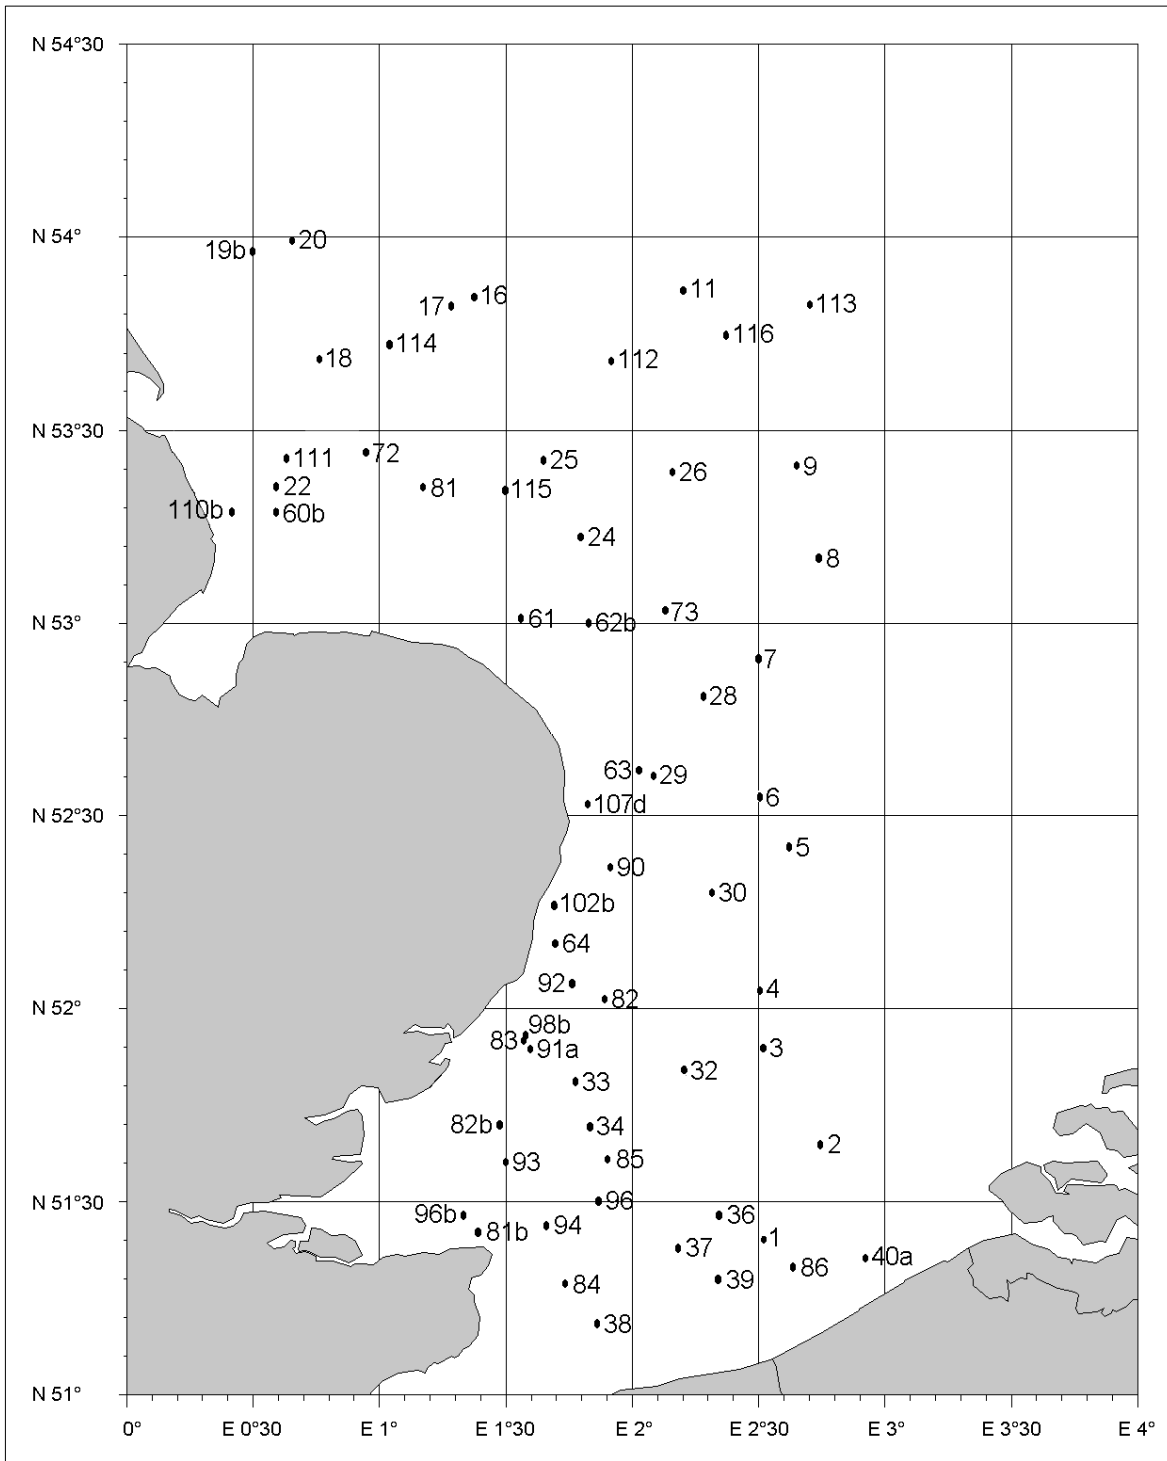 N 54°30
N 54°
19b
20
11
113
16
17
116
114
112
18
N 53°30
72
111
25
9
26
22
81
115
110b
60b
24
8
73
N 53°
61
62b
7
28
63
29
6
107d
N 52°30
5
90
30
102b
64
92
4
82
N 52°
98b
83
91a
3
32
33
82b
34
2
85
93
N 51°30
96
96b
36
94
81b
1
37
40a
86
39
84
38
N 51°
0°
E 0°30
E 1°
E 1°30
E 2°
E 2°30
E 3°
E 3°30
E 4°